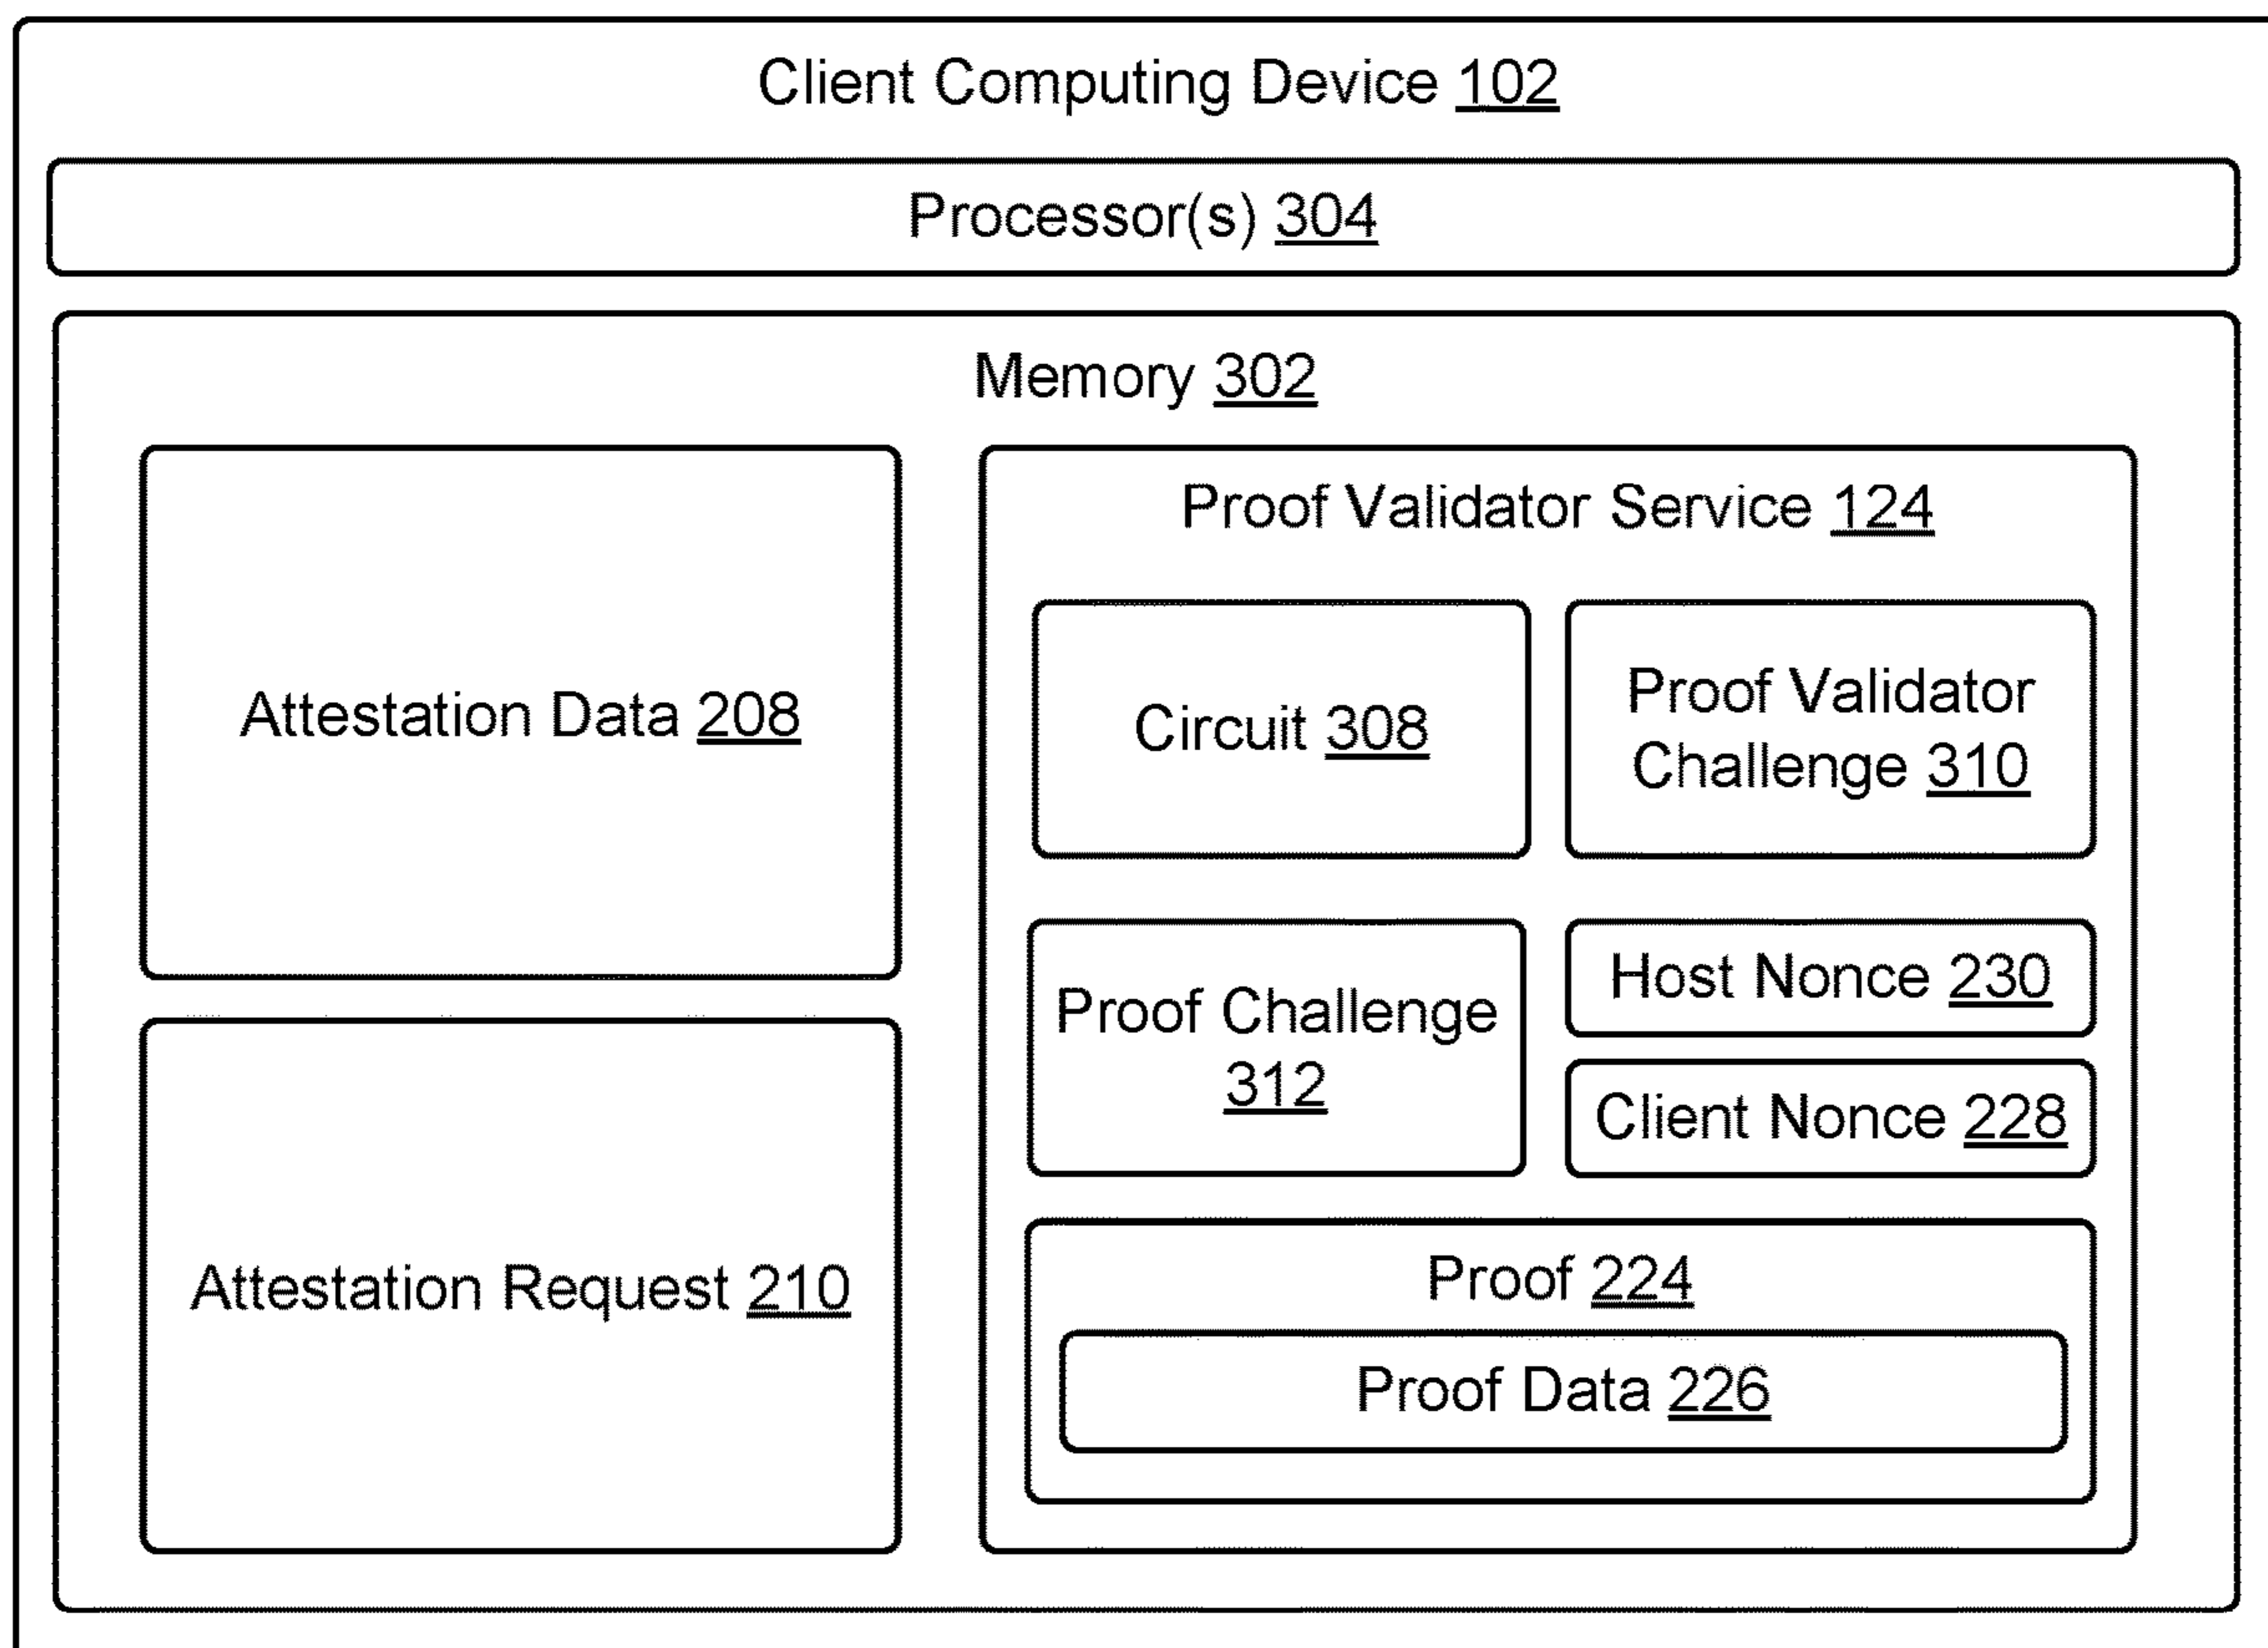 Client Computing Device 102
Processor(s) 304
Memory 302
Attestation Data 208
Attestation Request 210
Proof Validator Service 124
Circuit 308
Proof Validator
Challenge 310
Proof Challenge
312
Host Nonce 230
Client Nonce 228
Proof 224
Proof Data 226